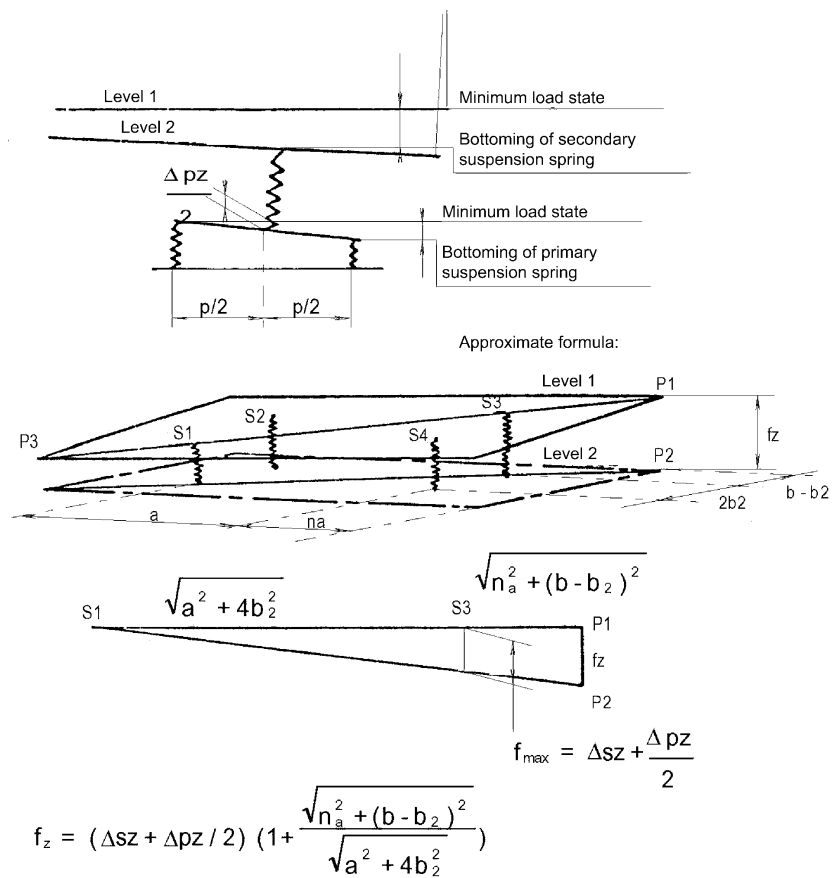 Level 1
Minimum load state
Level 2
Bottoming of secondary
suspension spring
Δ pz
2
Minimum load state
Bottoming of primary
suspension spring
p/2
p/2
Approximate formula:
Level 1
P1
S3
S2
S1
S4
P3
fz
Level 2
P2
b - b2
2b2
a
na
√(a² + 4b₂²)
√(nₐ² + (b - b₂)²)
S1
S3
P1
fz
P2
f_max = Δsz + Δpz/2
f_z = (Δsz + Δpz / 2) (1+ √(nₐ² + (b - b₂)²) / √(a² + 4b₂²))